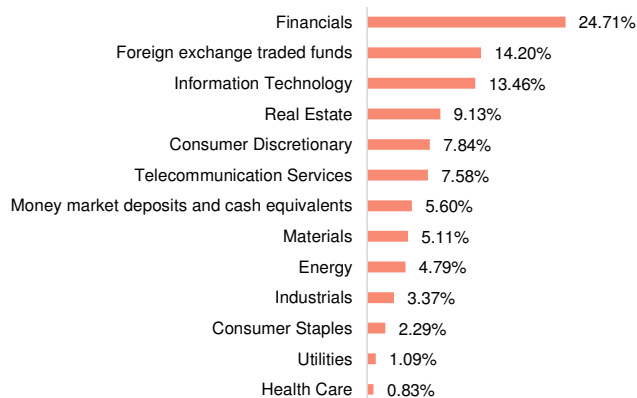 Financials 24.71%
Foreign exchange traded funds 14.20%
Information Technology 13.46%
Real Estate 9.13%
Consumer Discretionary 7.84%
Telecommunication Services 7.58%
Money market deposits and cash equivalents 5.60%
Materials 5.11%
Energy 4.79%
Industrials 3.37%
Consumer Staples 2.29%
Utilities 1.09%
Health Care 0.83%